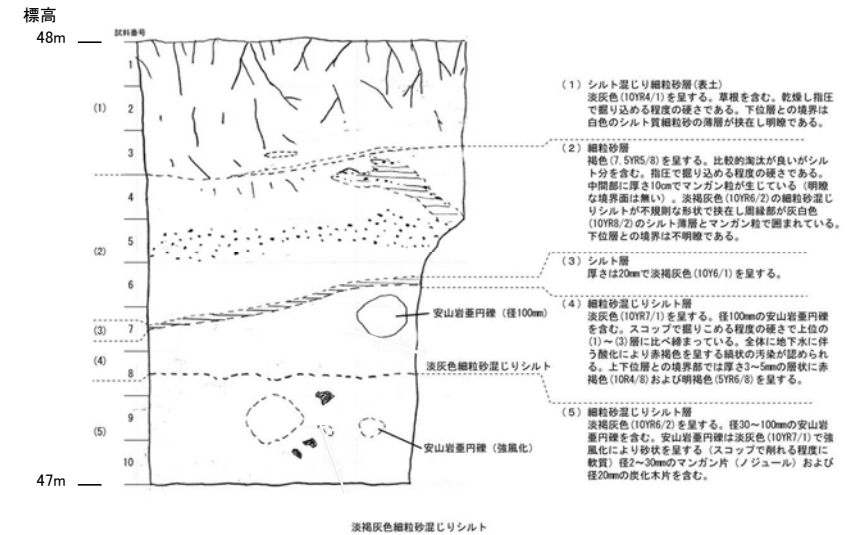 標高
48m
試料番号
1
2
3
4
5
6
7
8
9
10
(1)
(2)
(3)
(4)
(5)
47m
安山岩亜円礫（径100mm）
淡灰色細粒砂混じりシルト
安山岩亜円礫（強風化）
淡褐灰色細粒砂混じりシルト
（１）シルト混じり細粒砂層(表土)
淡灰色(10YR4/1)を呈する。草根を含む。乾燥し指圧
で掘り込める程度の硬さである。下位層との境界は
白色のシルト質細粒砂の薄層が挟在し明瞭である。
（２）細粒砂層
褐色(7.5YR5/8)を呈する。比較的淘汰が良いがシル
ト分を含む。指圧で掘り込める程度の硬さである。
中間部に厚さ10cmでマンガン粒が生じている（明瞭
な境界面は無い）。淡褐灰色(10YR6/2)の細粒砂混じ
りシルトが不規則な形状で挟在し周縁部が灰白色
(10YR8/2)のシルト薄層とマンガン粒で囲まれている。
下位層との境界は不明瞭である。
（３）シルト層
厚さは20mmで淡褐灰色(10Y6/1)を呈する。
（４）細粒砂混じりシルト層
淡灰色(10YR7/1)を呈する。径100mmの安山岩亜円礫
を含む。スコップで掘りこめる程度の硬さで上位の
(1)～(3)層に比べ締まっている。全体に地下水に伴
う酸化により赤褐色を呈する縞状の汚染が認められ
る。上下位層との境界部では厚さ3～5mmの層状に赤
褐色(10R4/8)および明褐色(5YR6/8)を呈する。
（５）細粒砂混じりシルト層
淡褐灰色(10YR6/2)を呈する。径30～100mmの安山岩
亜円礫を含む。安山岩亜円礫は淡灰色(10YR7/1)で強
風化により砂状を呈する（スコップで削れる程度に
軟質）径2～30mmのマンガン片（ノジュール）および
径20mmの炭化木片を含む。